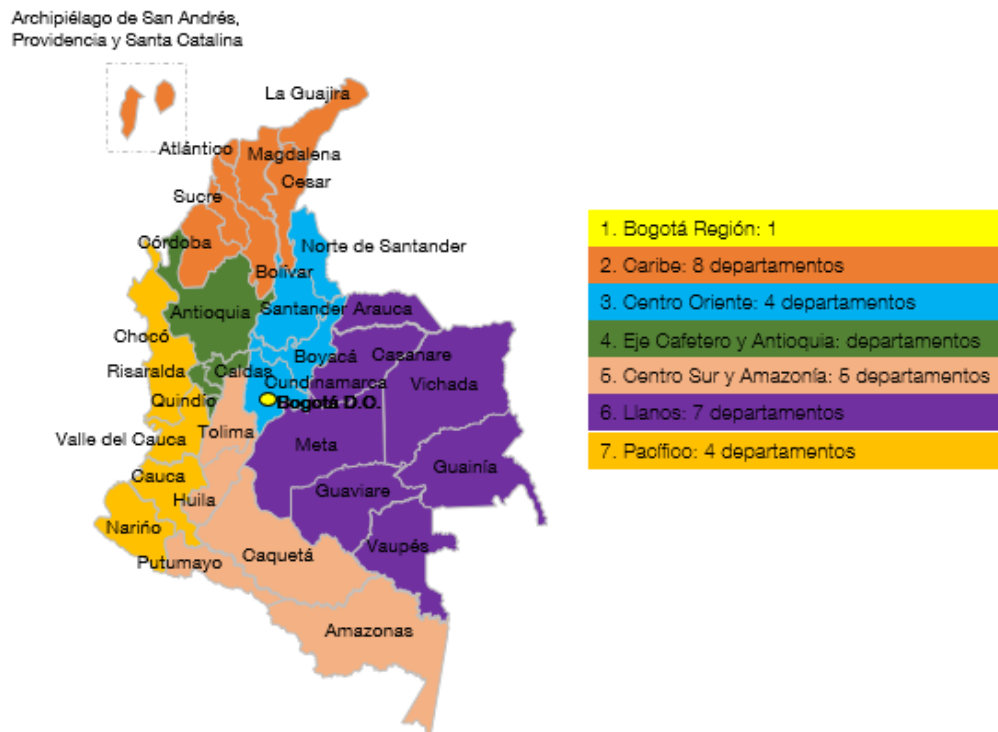 Archipiélago de San Andrés,
Providencia y Santa Catalina
La Guajira
Atlántico
Magdalena
Cesar
Sucre
Córdoba
Norte de Santander
Bolívar
Antioquia
Santander
Arauca
Chocó
Boyacá
Casanare
Risaralda
Caldas
Cundinamarca
Vichada
Quindío
Bogotá D.C.
Tolima
Valle del Cauca
Meta
Guainía
Cauca
Huila
Guaviare
Nariño
Vaupés
Putumayo
Caquetá
Amazonas
1. Bogotá Región: 1
2. Caribe: 8 departamentos
3. Centro Oriente: 4 departamentos
4. Eje Cafetero y Antioquia: departamentos
5. Centro Sur y Amazonía: 5 departamentos
6. Llanos: 7 departamentos
7. Pacífico: 4 departamentos